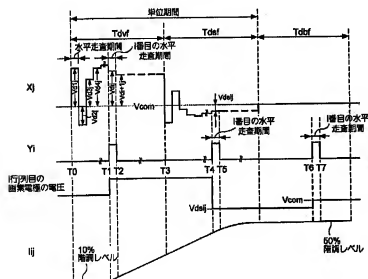 単位期間
Tdvf
Tdsf
Tdbf
水平走査期間
i番目の水平
走査期間
Xj
Vcom
Vdsij
i番目の水平
走査期間
i番目の水平
走査期間
Yi
T0
T1
T2
T3
T4
T5
T6
T7
i行j列目の
画素電極の電圧
Vdsij
Vcom
Iij
10%
階調レベル
50%
階調レベル